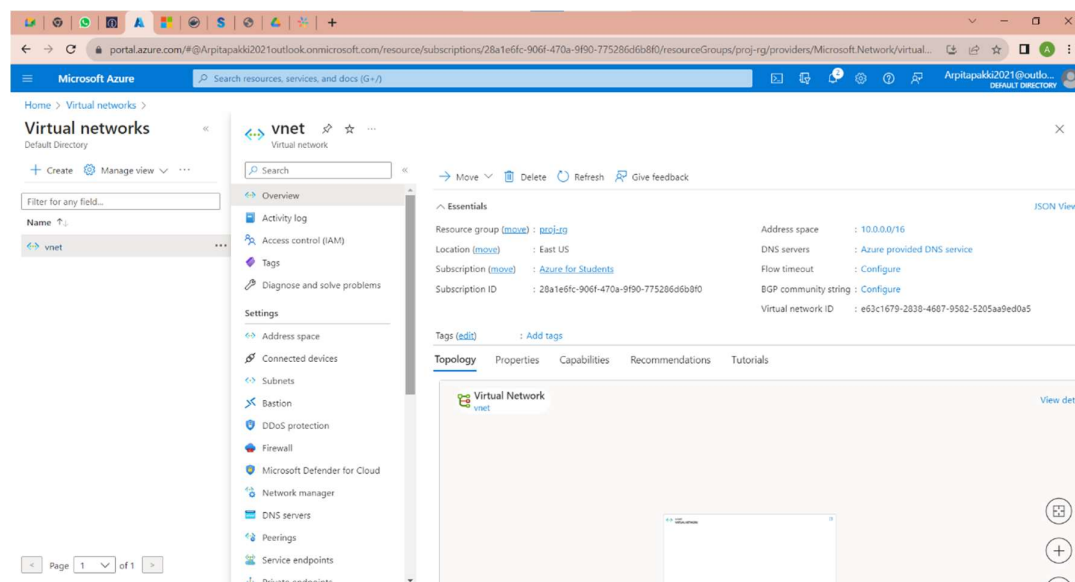 portal.azure.com/#@Arpitapakki2021outlook.onmicrosoft.com/resource/subscriptions/28a1e6fc-906f-470a-9f90-775286d6b8f0/resourceGroups/proj-rg/providers/Microsoft.Network/virtual...
Microsoft Azure
Search resources, services, and docs (G+/)
2
Arpitapakki2021@outlo...
DEFAULT DIRECTORY
A
Home > Virtual networks >
Virtual networks
Default Directory
Create Manage view
Filter for any field...
Name
vnet
Page 1 of 1
vnet
Virtual network
Search
Overview
Activity log
Access control (IAM)
Tags
Diagnose and solve problems
Settings
Address space
Connected devices
Subnets
Bastion
DDoS protection
Firewall
Microsoft Defender for Cloud
Network manager
DNS servers
Peerings
Service endpoints
Private endpoints
Move Delete Refresh Give feedback
Essentials
JSON View
Resource group (move) : proj-rg
Location (move) : East US
Subscription (move) : Azure for Students
Subscription ID : 28a1e6fc-906f-470a-9f90-775286d6b8f0
Address space : 10.0.0.0/16
DNS servers : Azure provided DNS service
Flow timeout : Configure
BGP community string : Configure
Virtual network ID : e63c1679-2838-4687-9582-5205aa9ed0a5
Tags (edit) : Add tags
Topology Properties Capabilities Recommendations Tutorials
Virtual Network
vnet
View det